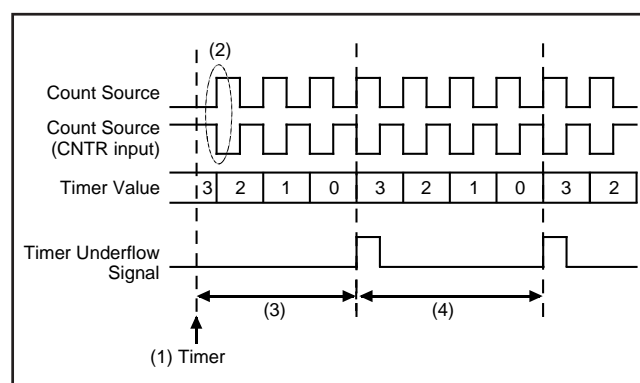 (2)
Count Source
Count Source
(CNTR input)
Timer Value
3 2 1 0 3 2 1 0 3 2
Timer Underflow
Signal
(3) (4)
(1) Timer